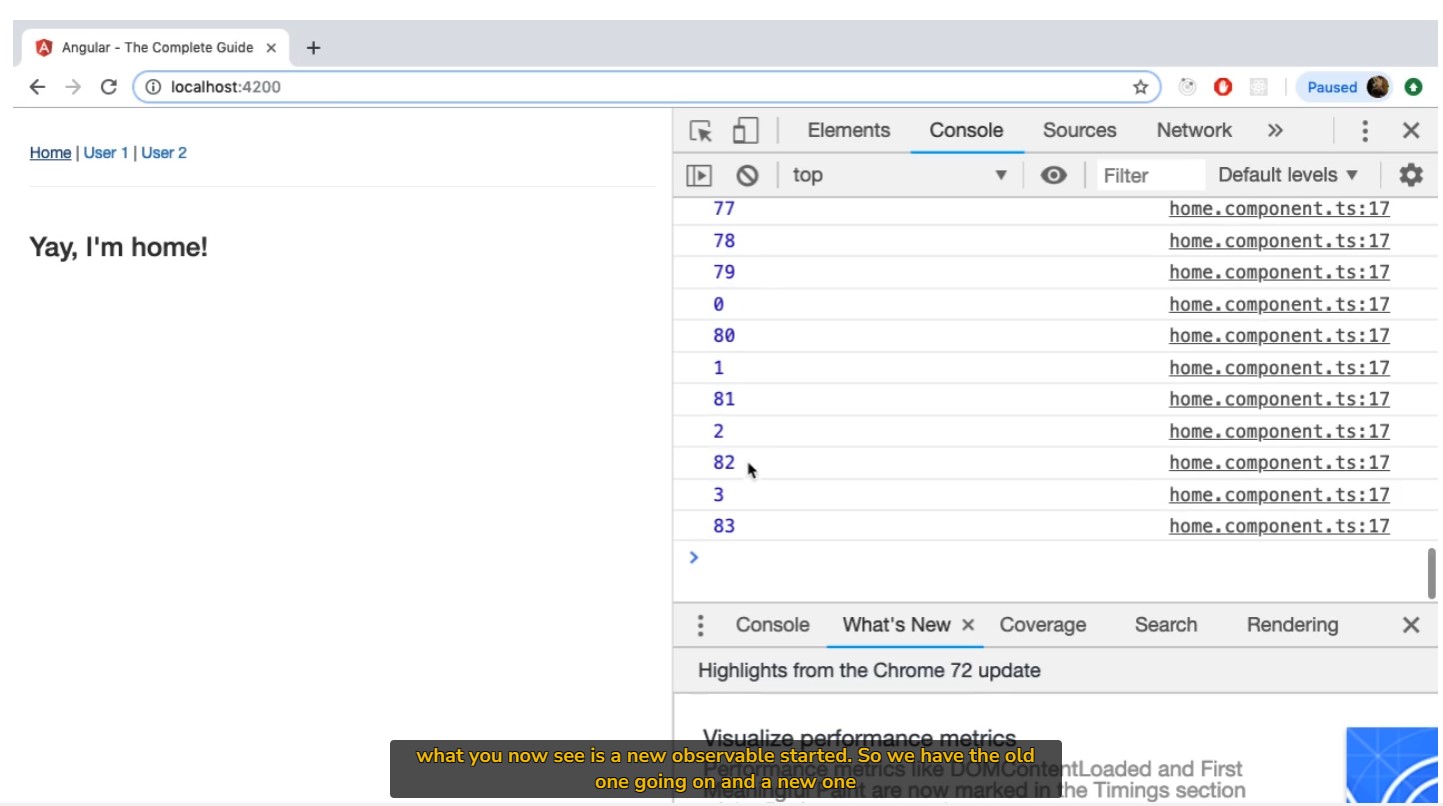 Angular - The Complete Guide
localhost:4200
Paused
Home | User 1 | User 2
Yay, I'm home!
Elements Console Sources Network »
top Filter Default levels
77 home.component.ts:17
78 home.component.ts:17
79 home.component.ts:17
0 home.component.ts:17
80 home.component.ts:17
1 home.component.ts:17
81 home.component.ts:17
2 home.component.ts:17
82 home.component.ts:17
3 home.component.ts:17
83 home.component.ts:17
Console What's New Coverage Search Rendering
Highlights from the Chrome 72 update
Visualize performance metrics
Performance metrics like DOMContentLoaded and First
Meaningful Paint are now marked in the Timings section
what you now see is a new observable started. So we have the old
one going on and a new one